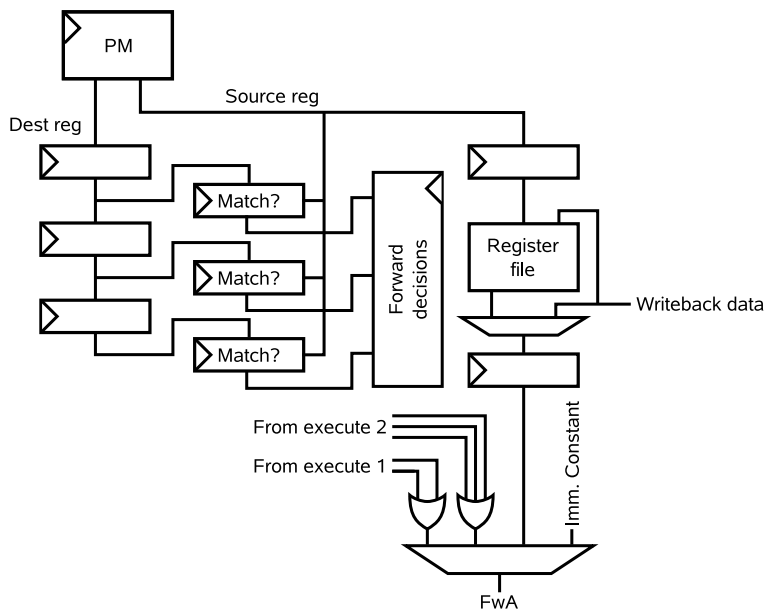 PM
Source reg
Dest reg
Match?
Match?
Match?
Forward
decisions
Register
file
Writeback data
From execute 2
From execute 1
Imm. Constant
FwA